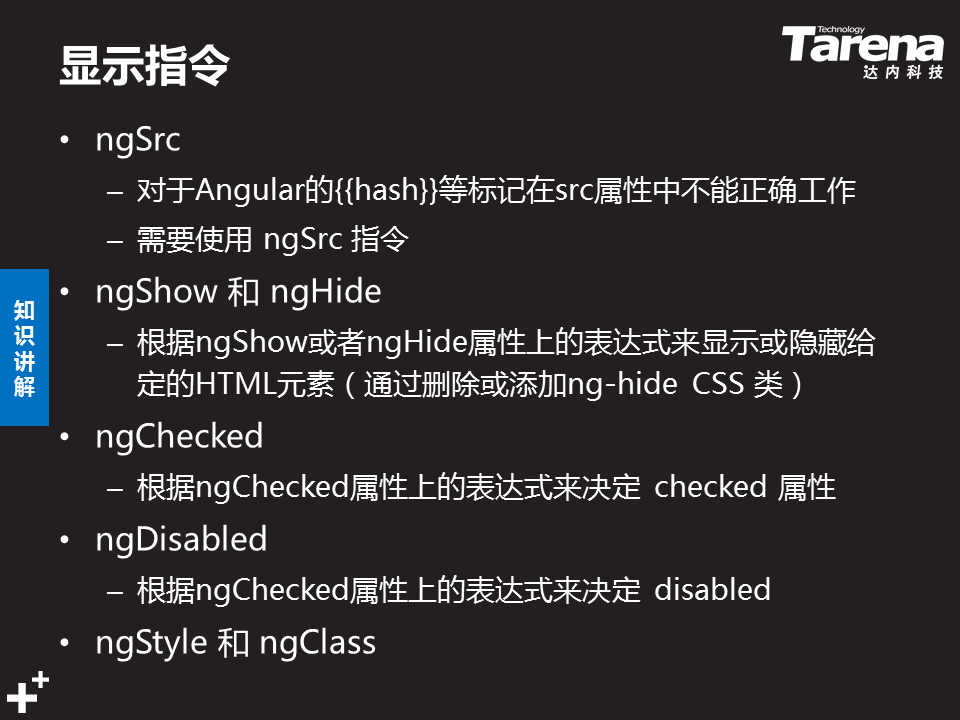 显示指令
Technology
Tarena
达内科技
• ngSrc
– 对于Angular的{{hash}}等标记在src属性中不能正确工作
– 需要使用 ngSrc 指令
• ngShow 和 ngHide
– 根据ngShow或者ngHide属性上的表达式来显示或隐藏给
定的HTML元素（通过删除或添加ng-hide CSS 类）
• ngChecked
– 根据ngChecked属性上的表达式来决定 checked 属性
• ngDisabled
– 根据ngChecked属性上的表达式来决定 disabled
• ngStyle 和 ngClass
知
识
讲
解